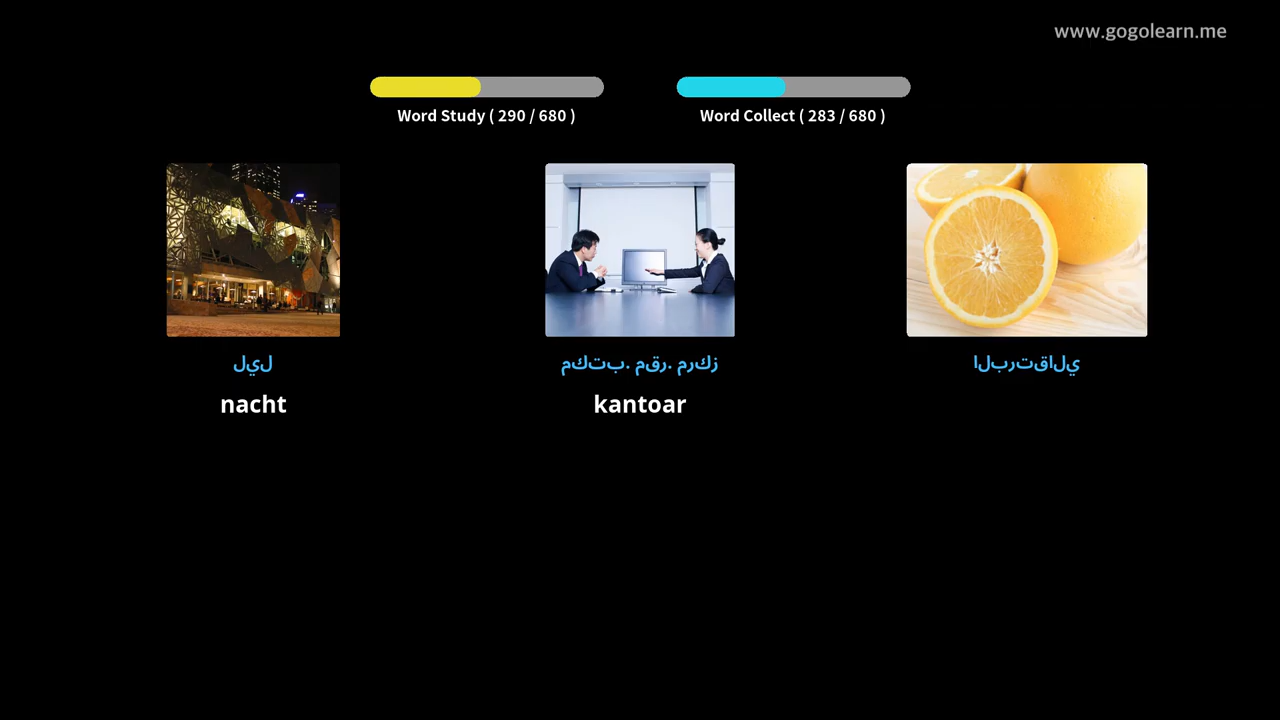 www.gogolearn.me
Word Study ( 290 / 680 )
Word Collect ( 283 / 680 )
ليل
مكتب. مقر. مركز
البرتقالي
nacht
kantoar